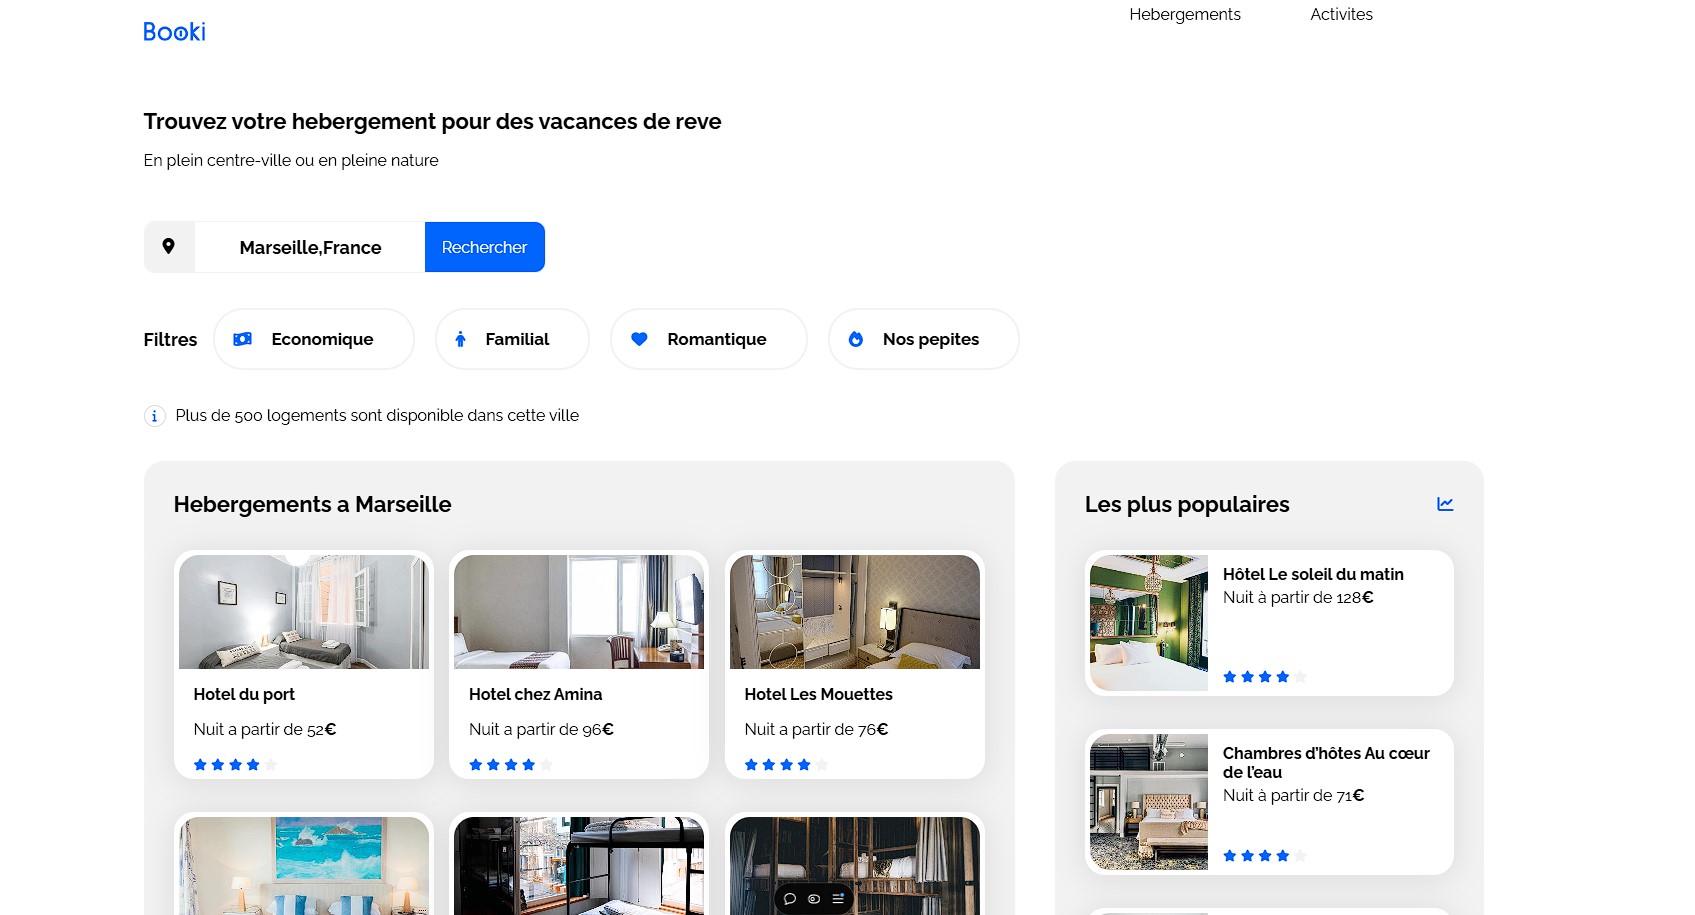 Booki
Hebergements
Activites
Trouvez votre hebergement pour des vacances de reve
En plein centre-ville ou en pleine nature
Marseille,France
Rechercher
Filtres
Economique
Familial
Romantique
Nos pepites
Plus de 500 logements sont disponible dans cette ville
Hebergements a Marseille
Hotel du port
Nuit a partir de 52€
Hotel chez Amina
Nuit a partir de 96€
Hotel Les Mouettes
Nuit a partir de 76€
Les plus populaires
Hôtel Le soleil du matin
Nuit à partir de 128€
Chambres d'hôtes Au cœur
de l'eau
Nuit à partir de 71€